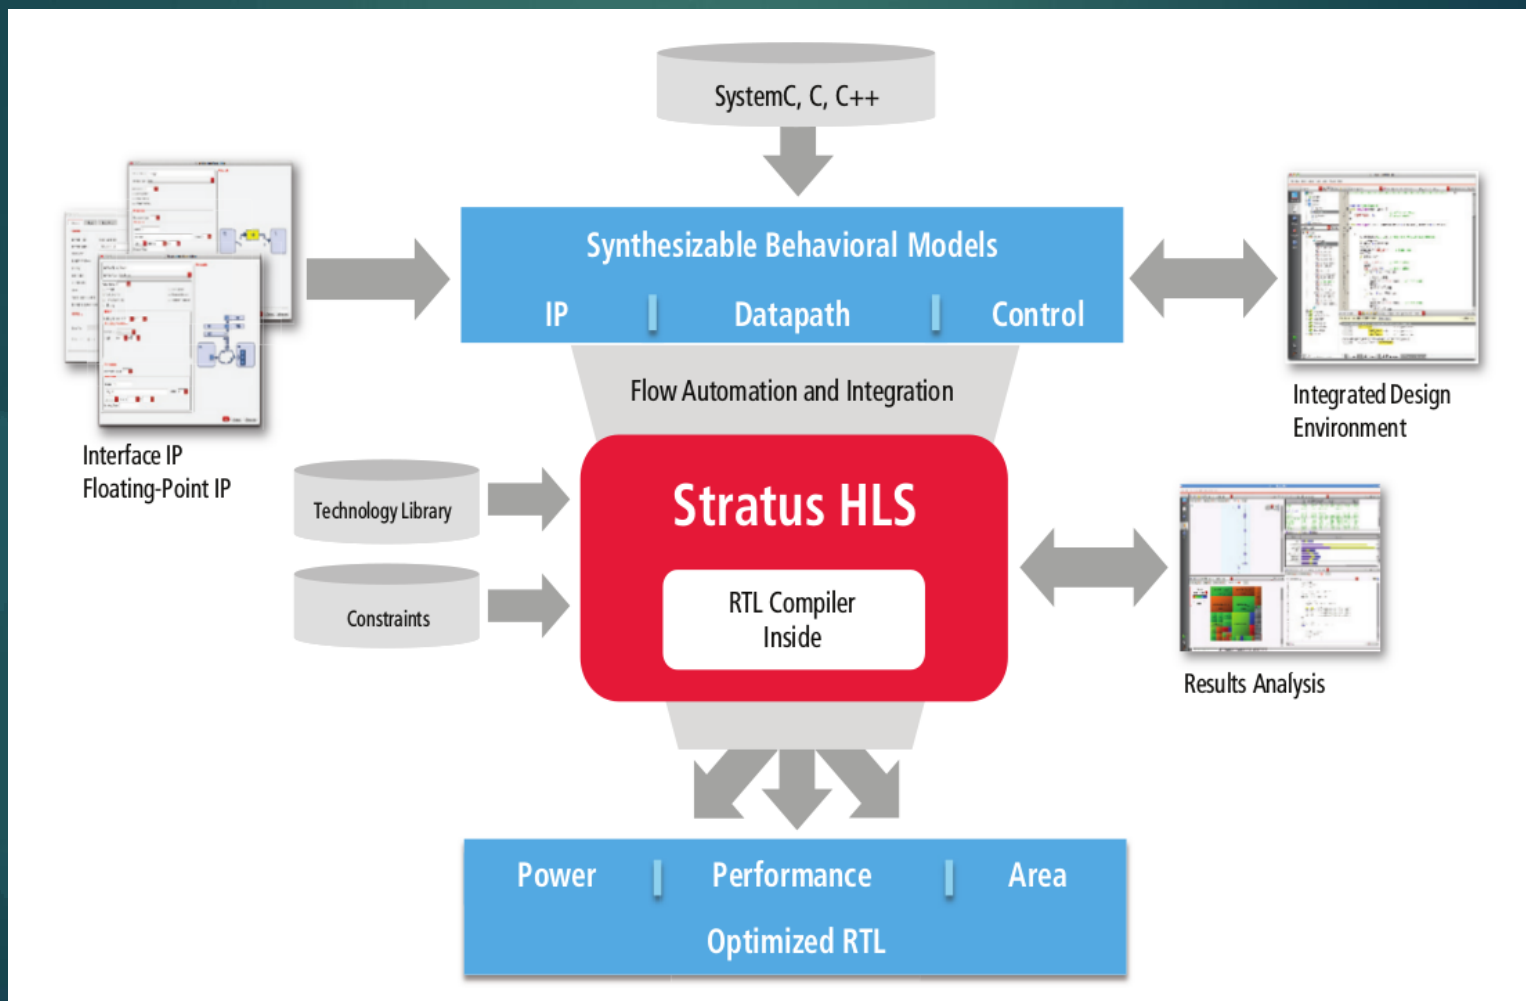 SystemC, C, C++
Synthesizable Behavioral Models
IP | Datapath | Control
Flow Automation and Integration
Interface IP
Floating-Point IP
Integrated Design
Environment
Technology Library
Constraints
Stratus HLS
RTL Compiler
Inside
Results Analysis
Power | Performance | Area
Optimized RTL